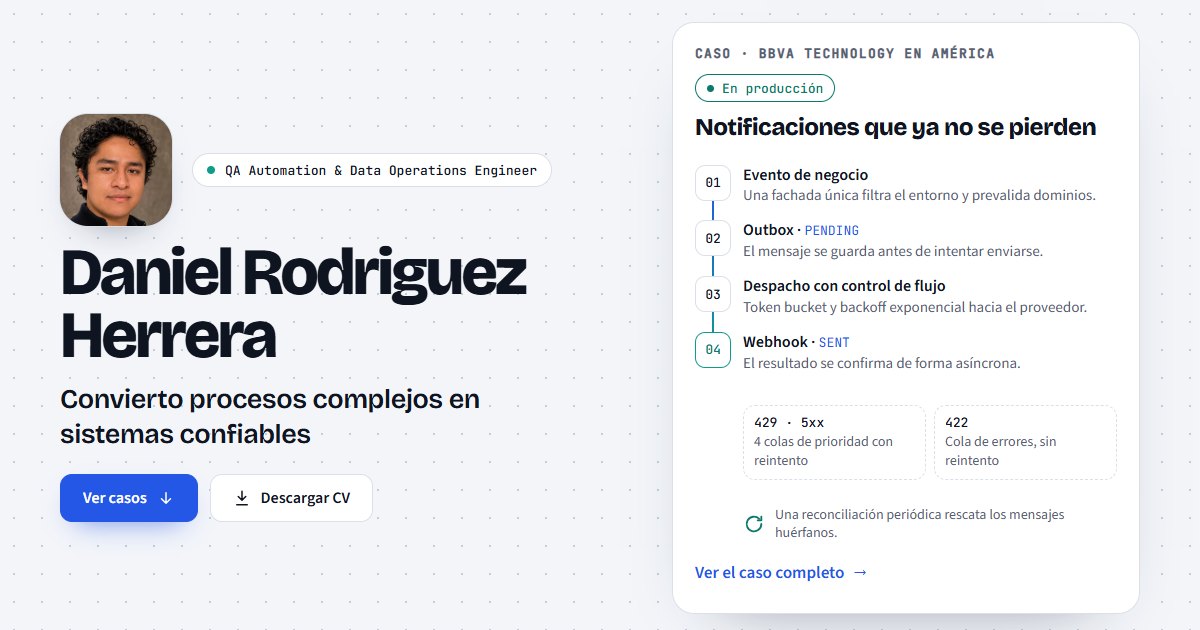 QA Automation & Data Operations Engineer
Daniel Rodriguez
Herrera
Convierto procesos complejos en
sistemas confiables
Ver casos ↓
Descargar CV
CASO · BBVA TECHNOLOGY EN AMÉRICA
En producción
Notificaciones que ya no se pierden
01
Evento de negocio
Una fachada única filtra el entorno y prevalida dominios.
02
Outbox · PENDING
El mensaje se guarda antes de intentar enviarse.
03
Despacho con control de flujo
Token bucket y backoff exponencial hacia el proveedor.
04
Webhook · SENT
El resultado se confirma de forma asíncrona.
429 · 5xx
4 colas de prioridad con
reintento
422
Cola de errores, sin
reintento
Una reconciliación periódica rescata los mensajes
huérfanos.
Ver el caso completo →